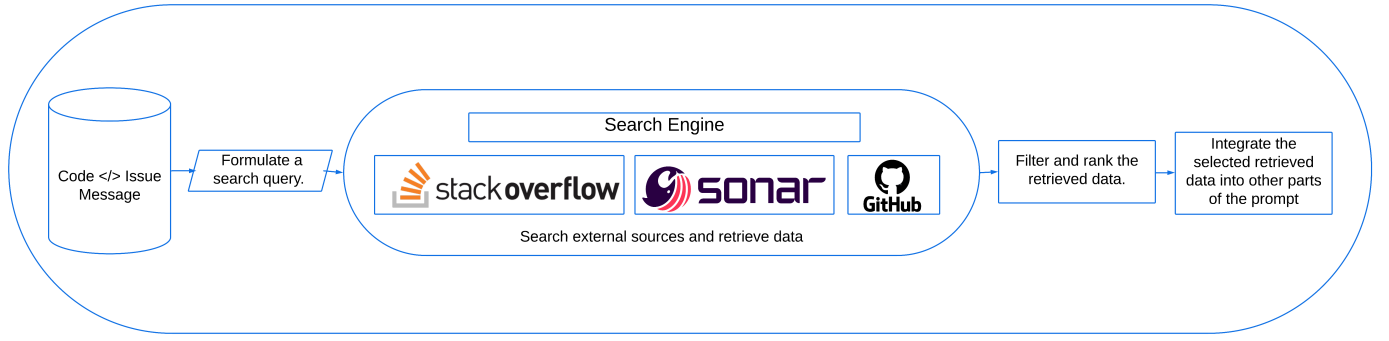 Code </> Issue
Message
Formulate a
search query.
Search Engine
stackoverflow
sonar
GitHub
Search external sources and retrieve data
Filter and rank the
retrieved data.
Integrate the
selected retrieved
data into other parts
of the prompt